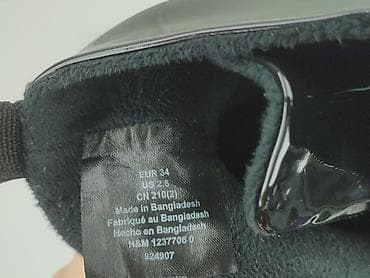 EUR 34
US 2.5
CN 210(2)
Made in Bangladesh
Fabriqué au Bangladesh
Hecho en Bangladesh
H&M 1237706 0
924907